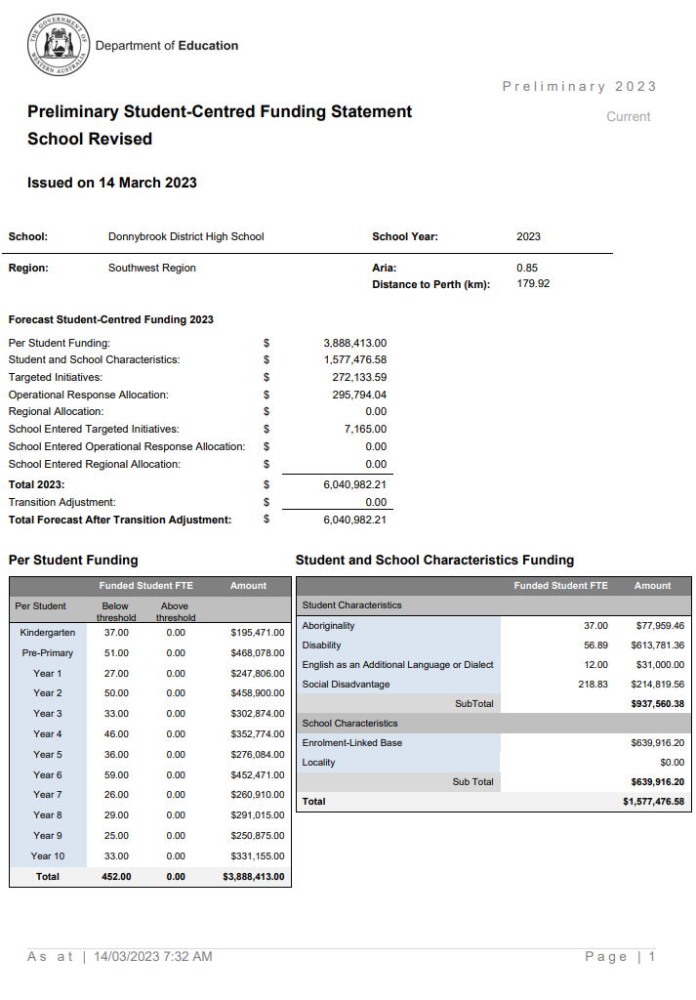 THE GOVERNMENT OF
WESTERN AUSTRALIA
Department of Education
Preliminary 2023
Preliminary Student-Centred Funding Statement
Current
School Revised
Issued on 14 March 2023
School: Donnybrook District High School School Year: 2023
Region: Southwest Region Aria: 0.85
Distance to Perth (km): 179.92
Forecast Student-Centred Funding 2023
Per Student Funding: $ 3,888,413.00
Student and School Characteristics: $ 1,577,476.58
Targeted Initiatives: $ 272,133.59
Operational Response Allocation: $ 295,794.04
Regional Allocation: $ 0.00
School Entered Targeted Initiatives: $ 7,165.00
School Entered Operational Response Allocation: $ 0.00
School Entered Regional Allocation: $ 0.00
Total 2023: $ 6,040,982.21
Transition Adjustment: $ 0.00
Total Forecast After Transition Adjustment: $ 6,040,982.21
Per Student Funding
Funded Student FTE Amount
Per Student Below threshold Above threshold
Kindergarten 37.00 0.00 $195,471.00
Pre-Primary 51.00 0.00 $468,078.00
Year 1 27.00 0.00 $247,806.00
Year 2 50.00 0.00 $458,900.00
Year 3 33.00 0.00 $302,874.00
Year 4 46.00 0.00 $352,774.00
Year 5 36.00 0.00 $276,084.00
Year 6 59.00 0.00 $452,471.00
Year 7 26.00 0.00 $260,910.00
Year 8 29.00 0.00 $291,015.00
Year 9 25.00 0.00 $250,875.00
Year 10 33.00 0.00 $331,155.00
Total 452.00 0.00 $3,888,413.00
Student and School Characteristics Funding
Funded Student FTE Amount
Student Characteristics
Aboriginality 37.00 $77,959.46
Disability 56.89 $613,781.36
English as an Additional Language or Dialect 12.00 $31,000.00
Social Disadvantage 218.83 $214,819.56
SubTotal $937,560.38
School Characteristics
Enrolment-Linked Base $639,916.20
Locality $0.00
Sub Total $639,916.20
Total $1,577,476.58
As at | 14/03/2023 7:32 AM
Page | 1